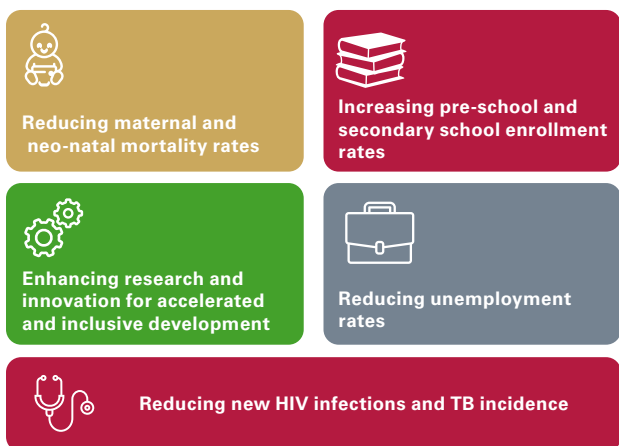 Reducing maternal and
neo-natal mortality rates
Increasing pre-school and
secondary school enrollment
rates
Enhancing research and
innovation for accelerated
and inclusive development
Reducing unemployment
rates
Reducing new HIV infections and TB incidence